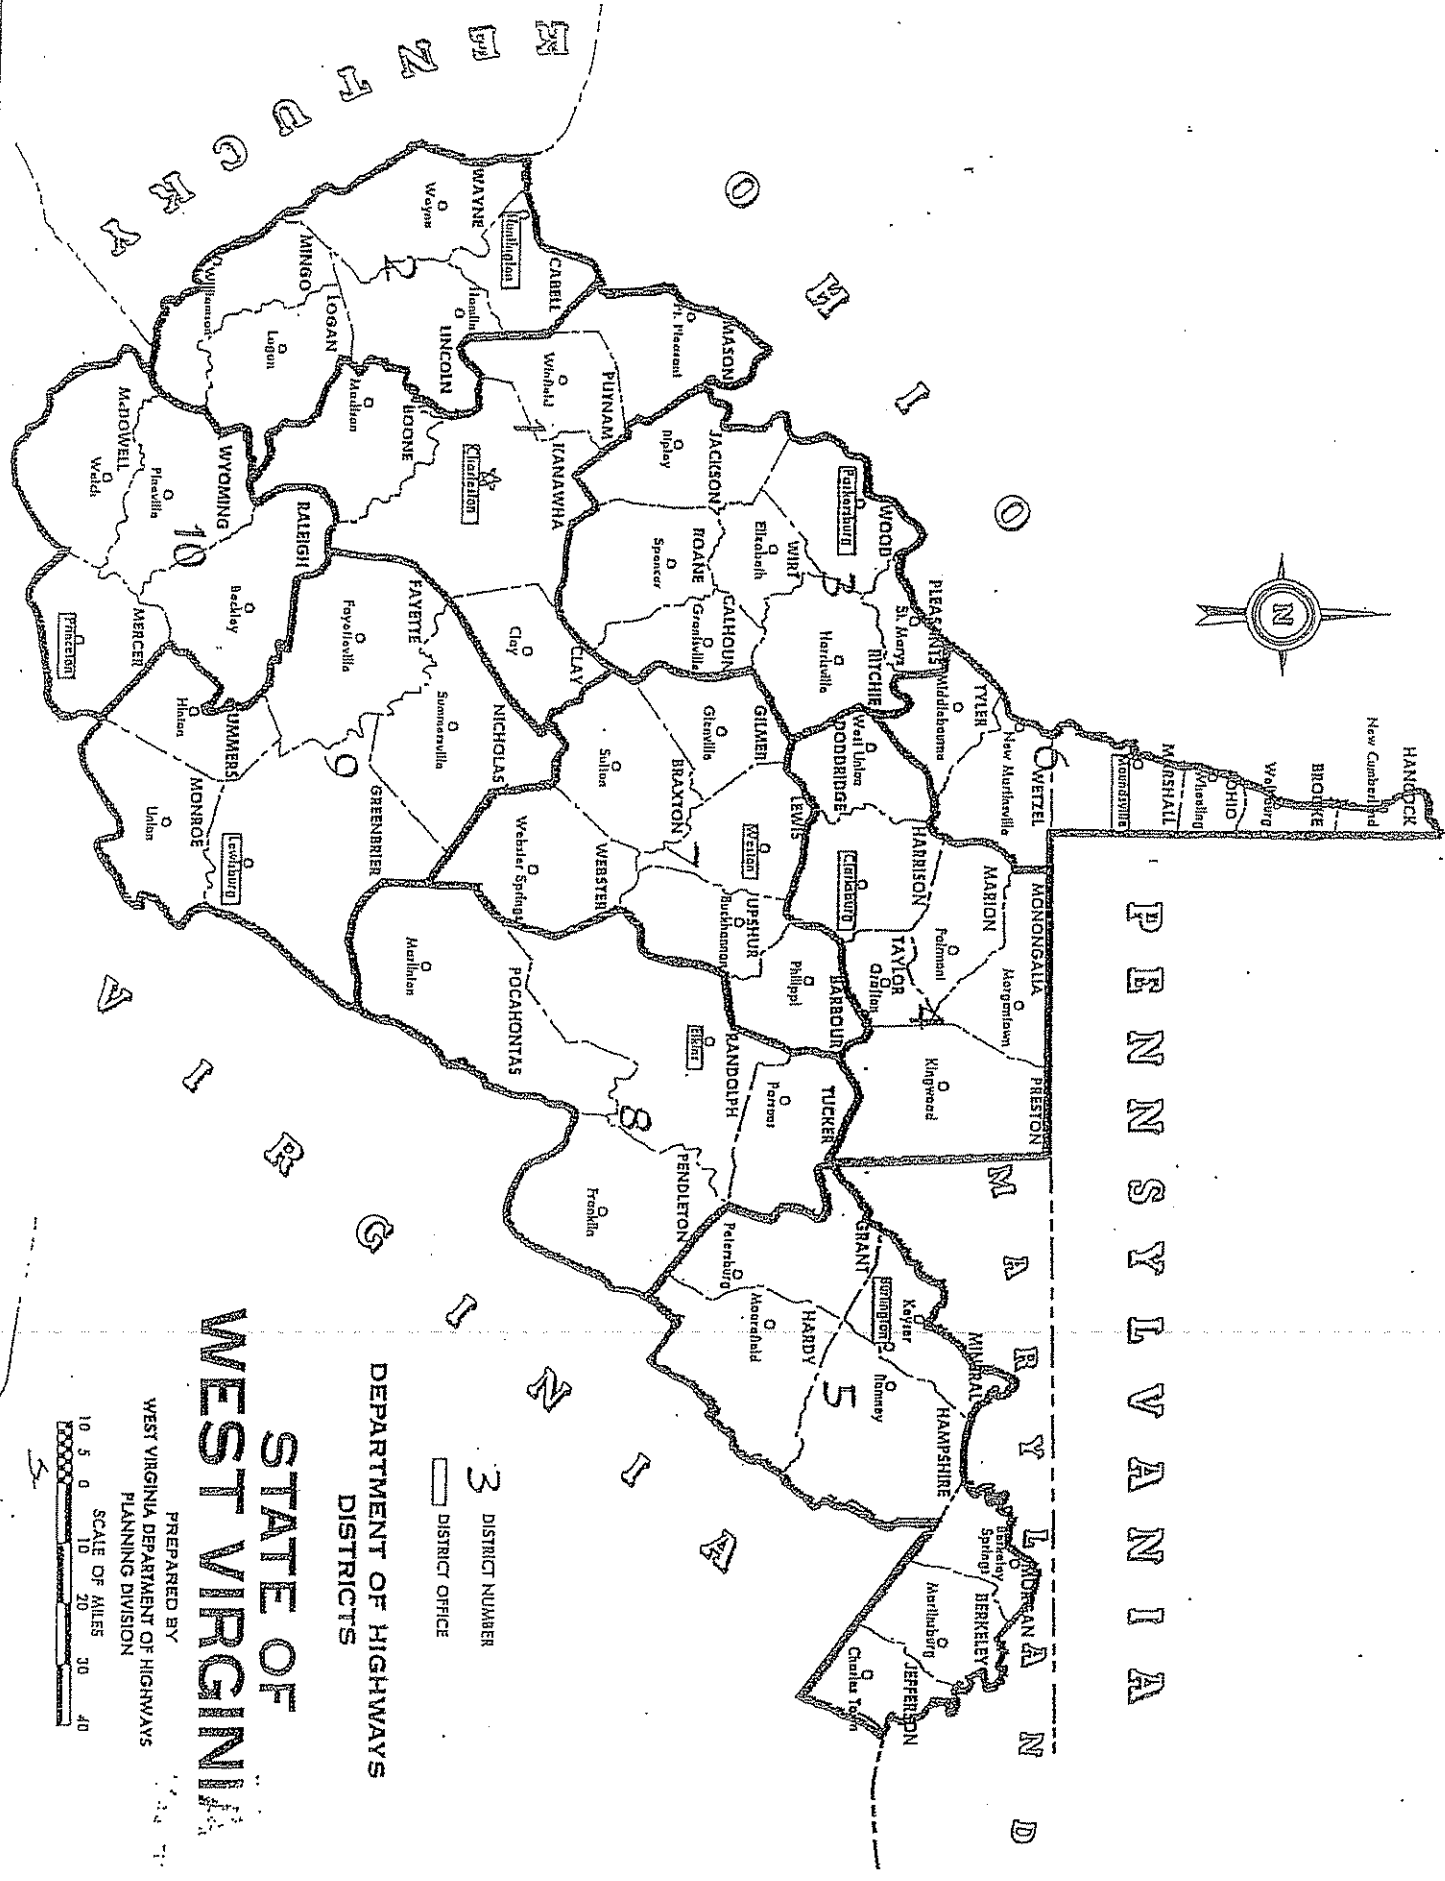 KENTUCKY
OHIO
PENNSYLVANIA
MARYLAND
VIRGINIA
N
HANCOCK
New Cumberland
BROOKE
OHIO
Wheeling
MARSHALL
Moundsville
6
WETZEL
New Martinsville
TYLER
Middlebourne
PLEASANTS
St. Marys
WOOD
Parkersburg
3
RITCHIE
Harrisville
WIRT
Elizabeth
JACKSON
Ripley
ROANE
Spencer
CALHOUN
Grantsville
MASON
Pt. Pleasant
PUTNAM
Winfield
1
KANAWHA
Charleston
CLAY
Clay
BOONE
Madison
CABELL
Huntington
WAYNE
Wayne
2
LINCOLN
Hamlin
LOGAN
Logan
MINGO
Williamson
WYOMING
Pineville
McDOWELL
Welch
10
RALEIGH
Beckley
MERCER
Princeton
FAYETTE
Fayetteville
NICHOLAS
Summersville
9
GREENBRIER
Lewisburg
SUMMERS
Hinton
MONROE
Union
GILMER
Glenville
BRAXTON
Sutton
7
LEWIS
Weston
WEBSTER
Webster Springs
UPSHUR
Buckhannon
BARBOUR
Philippi
DODDRIDGE
West Union
HARRISON
Clarksburg
MARION
Fairmont
MONONGALIA
Morgantown
TAYLOR
Grafton
4
PRESTON
Kingwood
TUCKER
Parsons
RANDOLPH
Elkins
8
POCAHONTAS
Marlinton
PENDLETON
Franklin
GRANT
Petersburg
HARDY
Moorefield
5
MINERAL
Keyser
Burlington
HAMPSHIRE
Romney
MORGAN
Berkeley
Springs
BERKELEY
Martinsburg
JEFFERSON
Charles Town
3 DISTRICT NUMBER
DISTRICT OFFICE
DEPARTMENT OF HIGHWAYS
DISTRICTS
STATE OF
WEST VIRGINIA
PREPARED BY
WEST VIRGINIA DEPARTMENT OF HIGHWAYS
PLANNING DIVISION
SCALE OF MILES
10 5 0 10 20 30 40